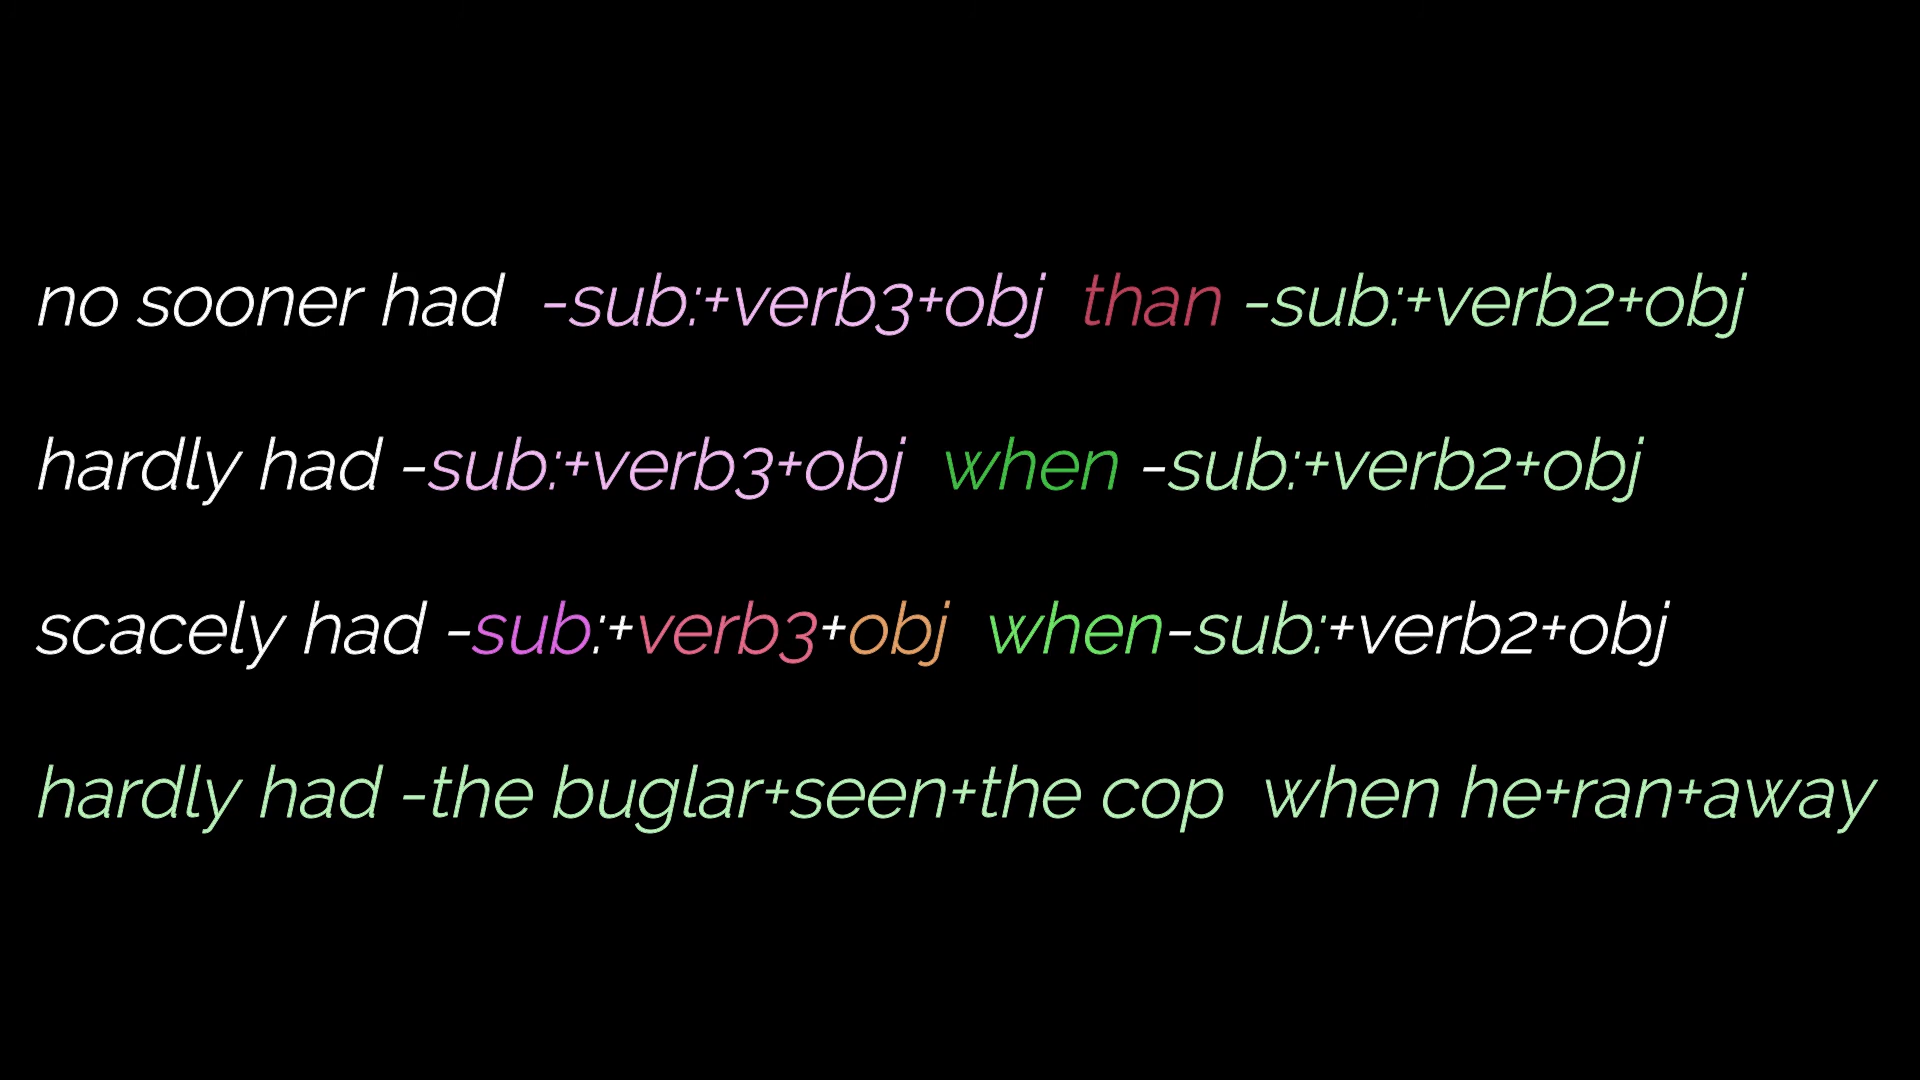 no sooner had -sub:+verb3+obj than -sub:+verb2+obj
hardly had -sub:+verb3+obj when -sub:+verb2+obj
scacely had -sub:+verb3+obj when-sub:+verb2+obj
hardly had -the buglar+seen+the cop when he+ran+away